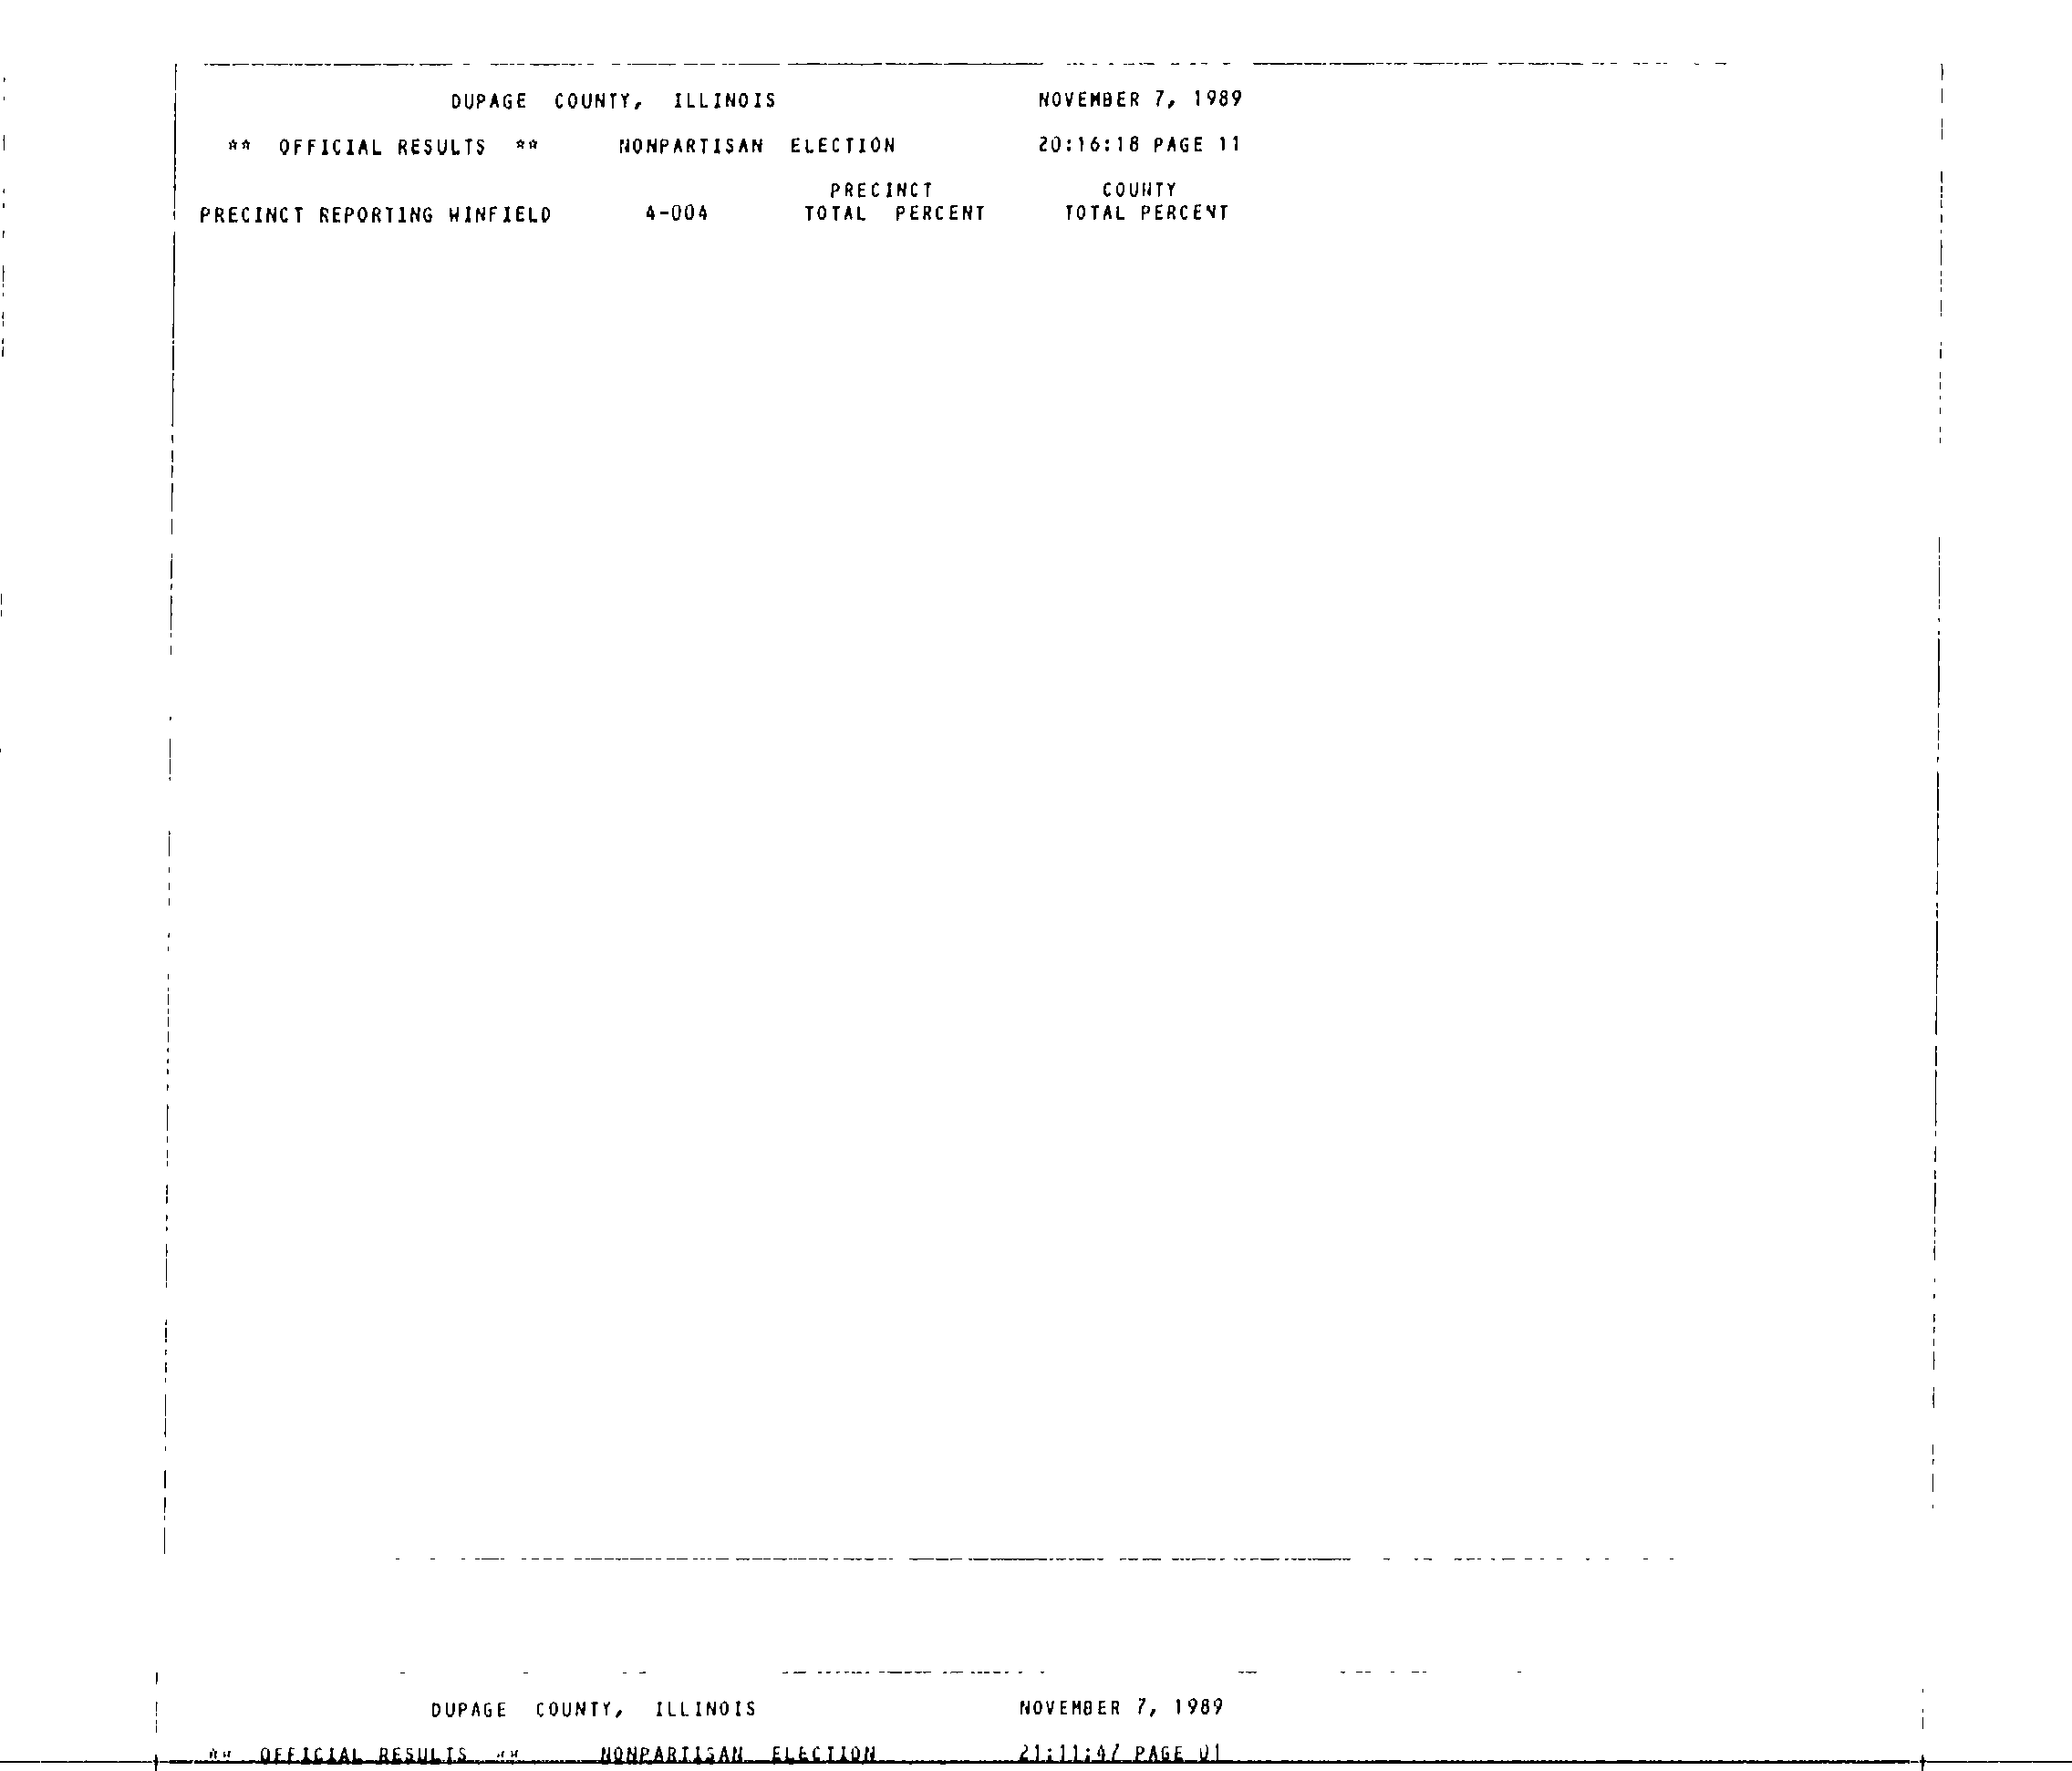 DUPAGE COUNTY, ILLINOIS NOVEMBER 7, 1989
** OFFICIAL RESULTS ** NONPARTISAN ELECTION 20:16:18 PAGE 11
PRECINCT COUNTY
PRECINCT REPORTING WINFIELD 4-004 TOTAL PERCENT TOTAL PERCENT
DUPAGE COUNTY, ILLINOIS NOVEMBER 7, 1989
** OFFICIAL RESULTS ** NONPARTISAN ELECTION 21:11:47 PAGE 01